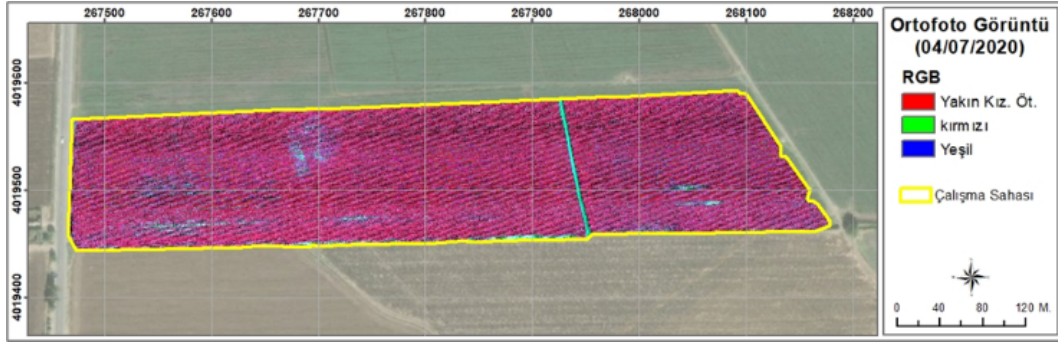 267500 267600 267700 267800 267900 268000 268100 268200
4019600
4019500
4019400
Ortofoto Görüntü
(04/07/2020)
RGB
Yakın Kız. Öt.
kırmızı
Yeşil
Çalışma Sahası
0 40 80 120 M.